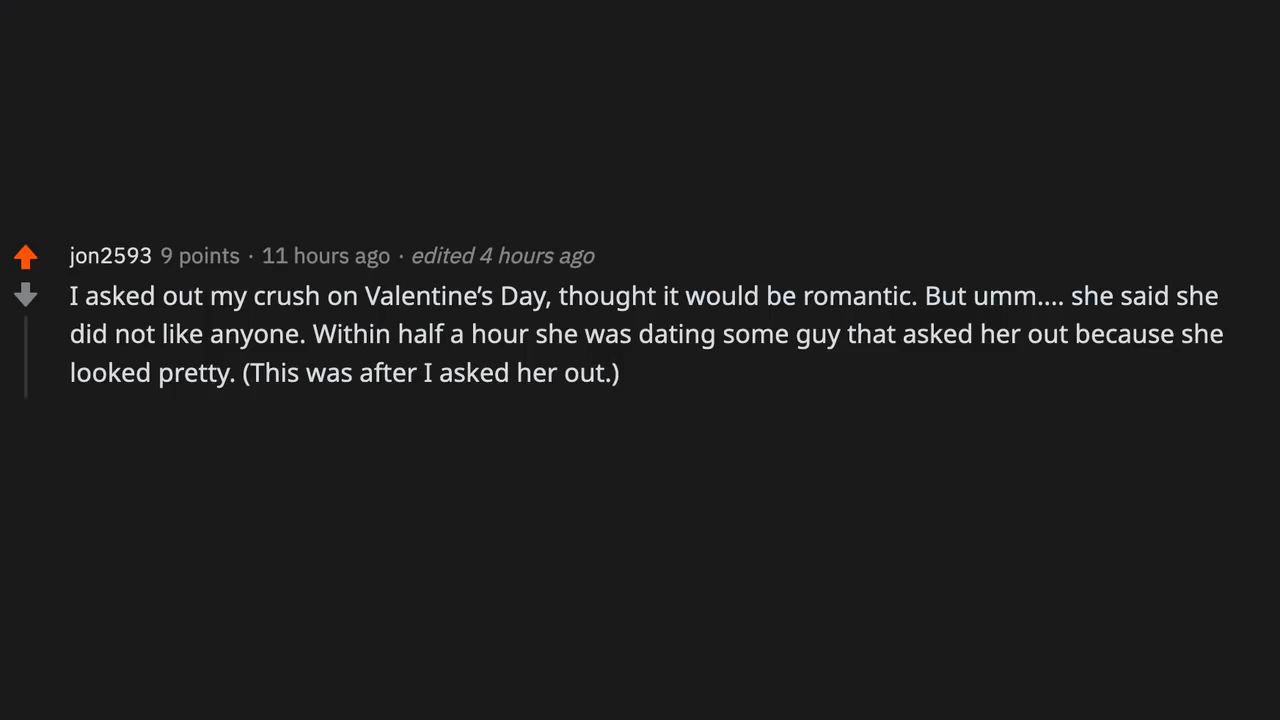 jon2593 9 points · 11 hours ago · edited 4 hours ago
I asked out my crush on Valentine’s Day, thought it would be romantic. But umm.... she said she
did not like anyone. Within half a hour she was dating some guy that asked her out because she
looked pretty. (This was after I asked her out.)